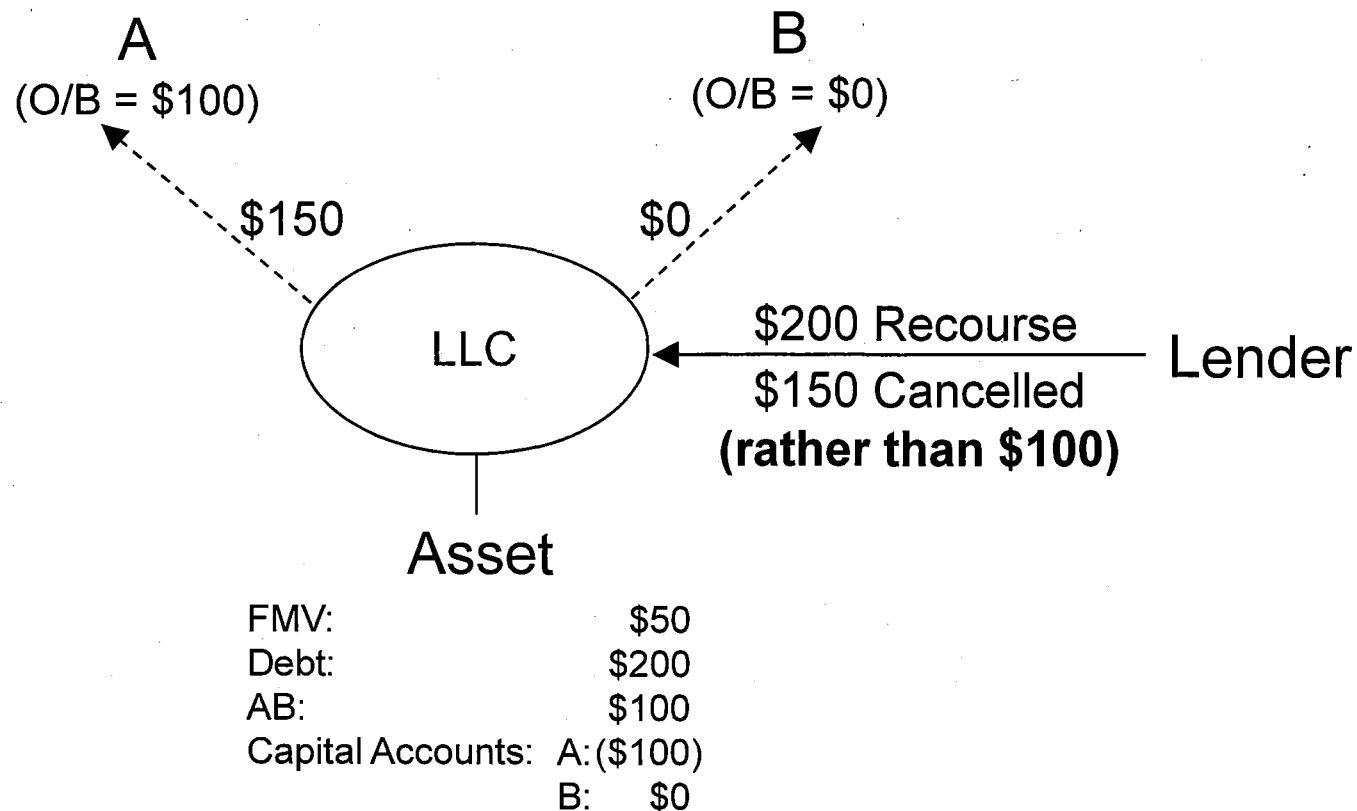 A
B
(O/B = $100)
(O/B = $0)
$150
$0
LLC
$200 Recourse
Lender
$150 Cancelled
(rather than $100)
Asset
FMV: $50
Debt: $200
AB: $100
Capital Accounts: A: ($100)
B: $0